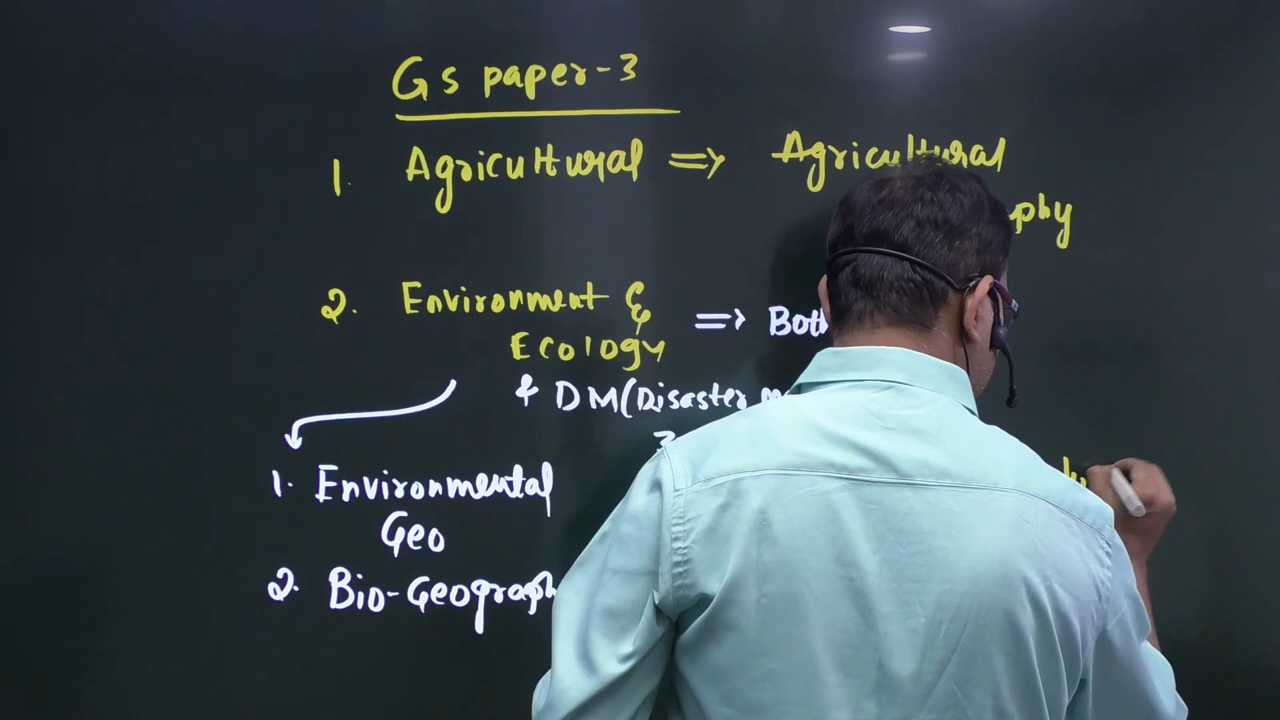 GS paper-3
1. Agricultural => Agricultural
phy
2. Environment &
Ecology => Both
& DM(Disaster
1. Environmental
Geo
2. Bio-Geograph